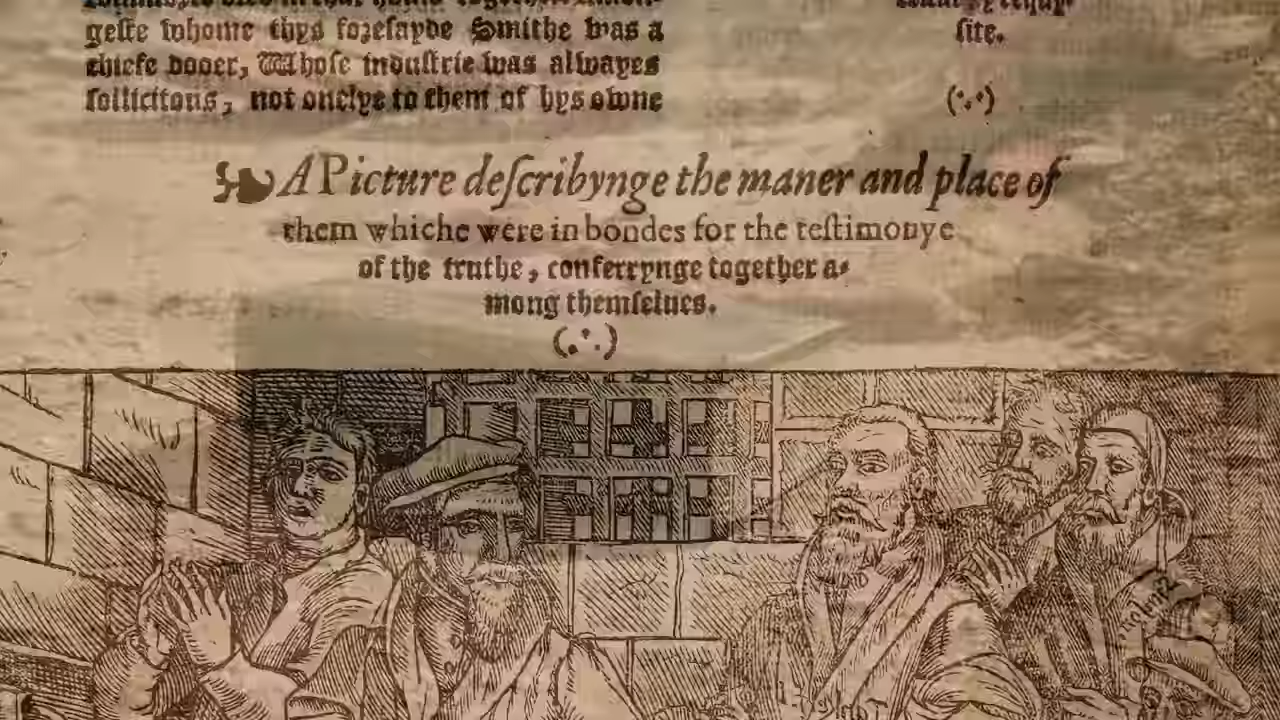 geſte whome thys foꝛeſayde Smithe was a
chiefe dooer, Whoſe induſtrie was alwayes
ſollicitous, not onelye to them of hys owne
ſite.
(∵)
A Picture deſcribynge the maner and place of
them whiche were in bondes for the teſtimonye
of the truthe, conferrynge together a-
mong themſelues.
(∵)